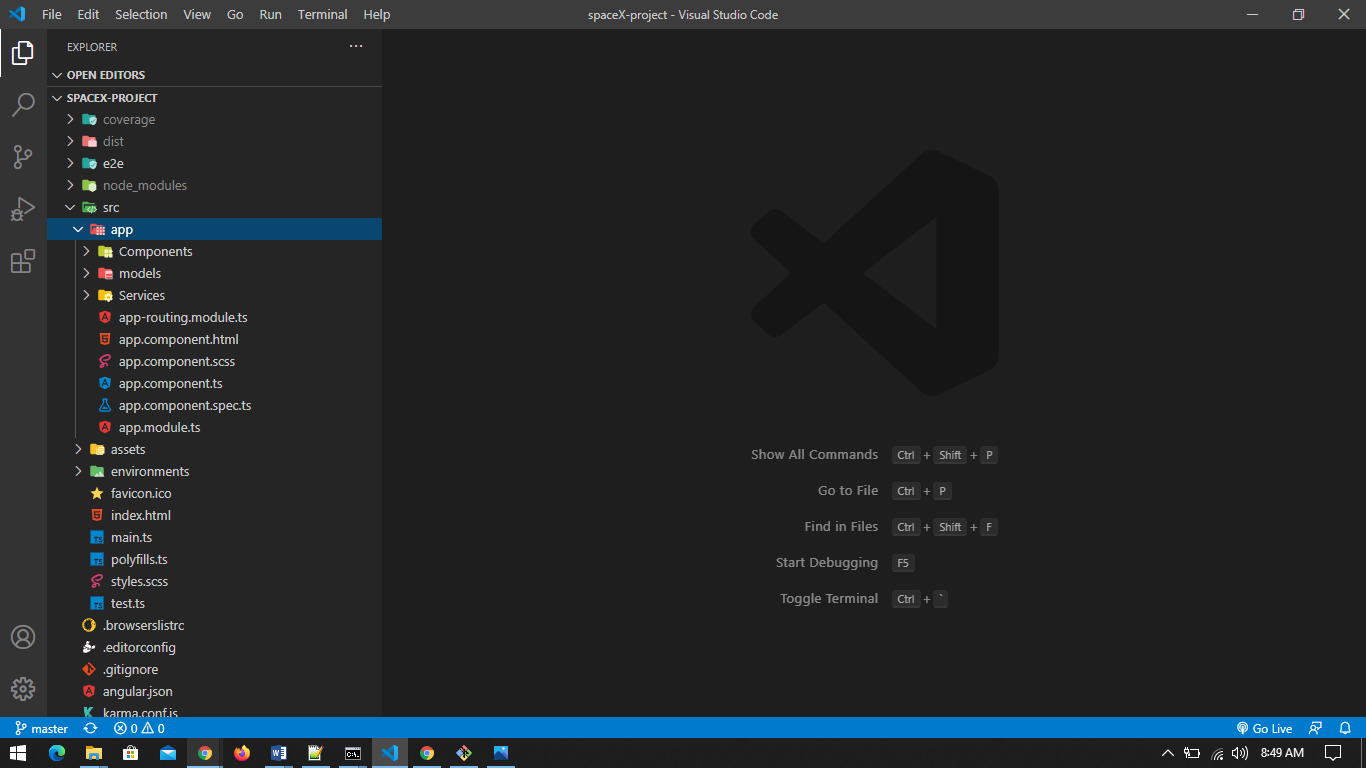 File Edit Selection View Go Run Terminal Help
spaceX-project - Visual Studio Code
EXPLORER
OPEN EDITORS
SPACEX-PROJECT
coverage
dist
e2e
node_modules
src
app
Components
models
Services
app-routing.module.ts
app.component.html
app.component.scss
app.component.ts
app.component.spec.ts
app.module.ts
assets
environments
favicon.ico
index.html
TS main.ts
TS polyfills.ts
styles.scss
TS test.ts
.browserslistrc
.editorconfig
.gitignore
angular.json
karma.conf.js
Show All Commands Ctrl + Shift + P
Go to File Ctrl + P
Find in Files Ctrl + Shift + F
Start Debugging F5
Toggle Terminal Ctrl + `
master 0 0 Go Live
8:49 AM